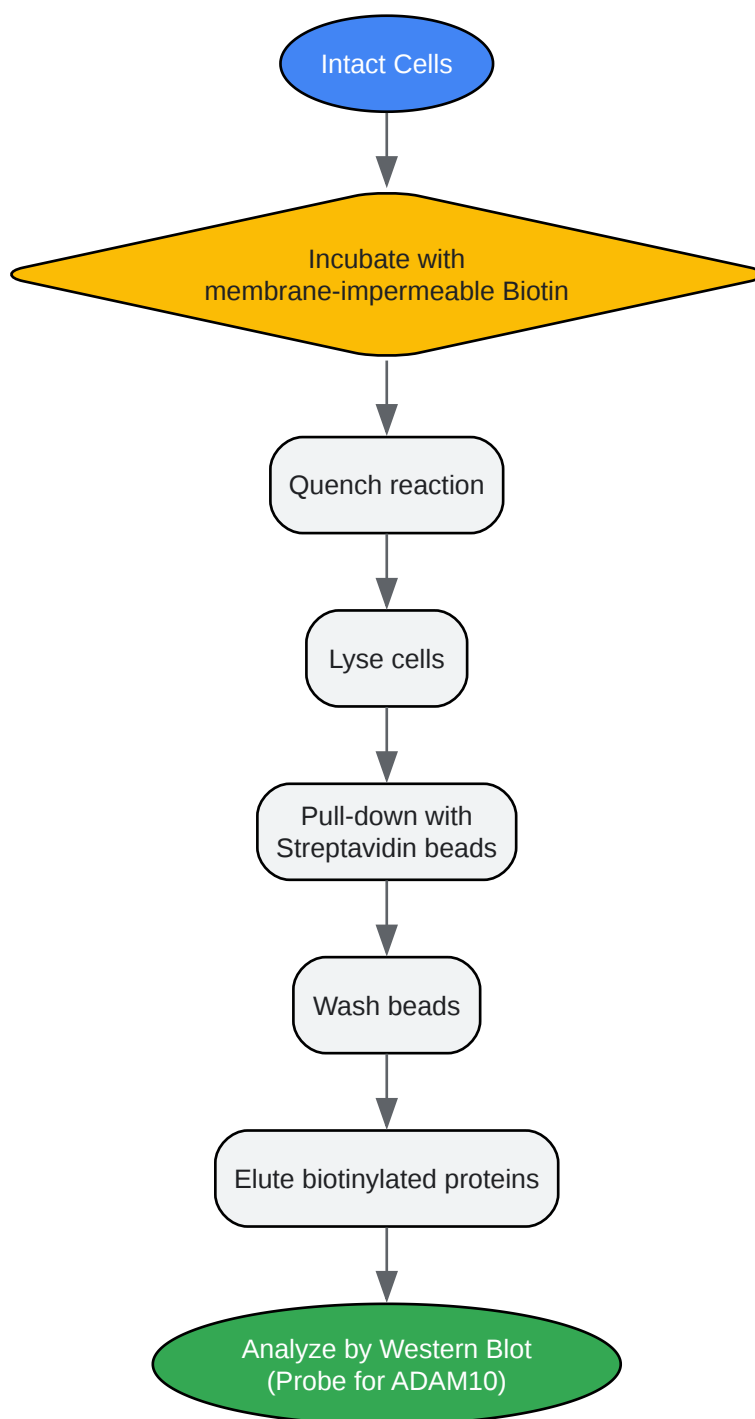 Intact Cells
Incubate with
membrane-impermeable Biotin
Quench reaction
Lyse cells
Pull-down with
Streptavidin beads
Wash beads
Elute biotinylated proteins
Analyze by Western Blot
(Probe for ADAM10)